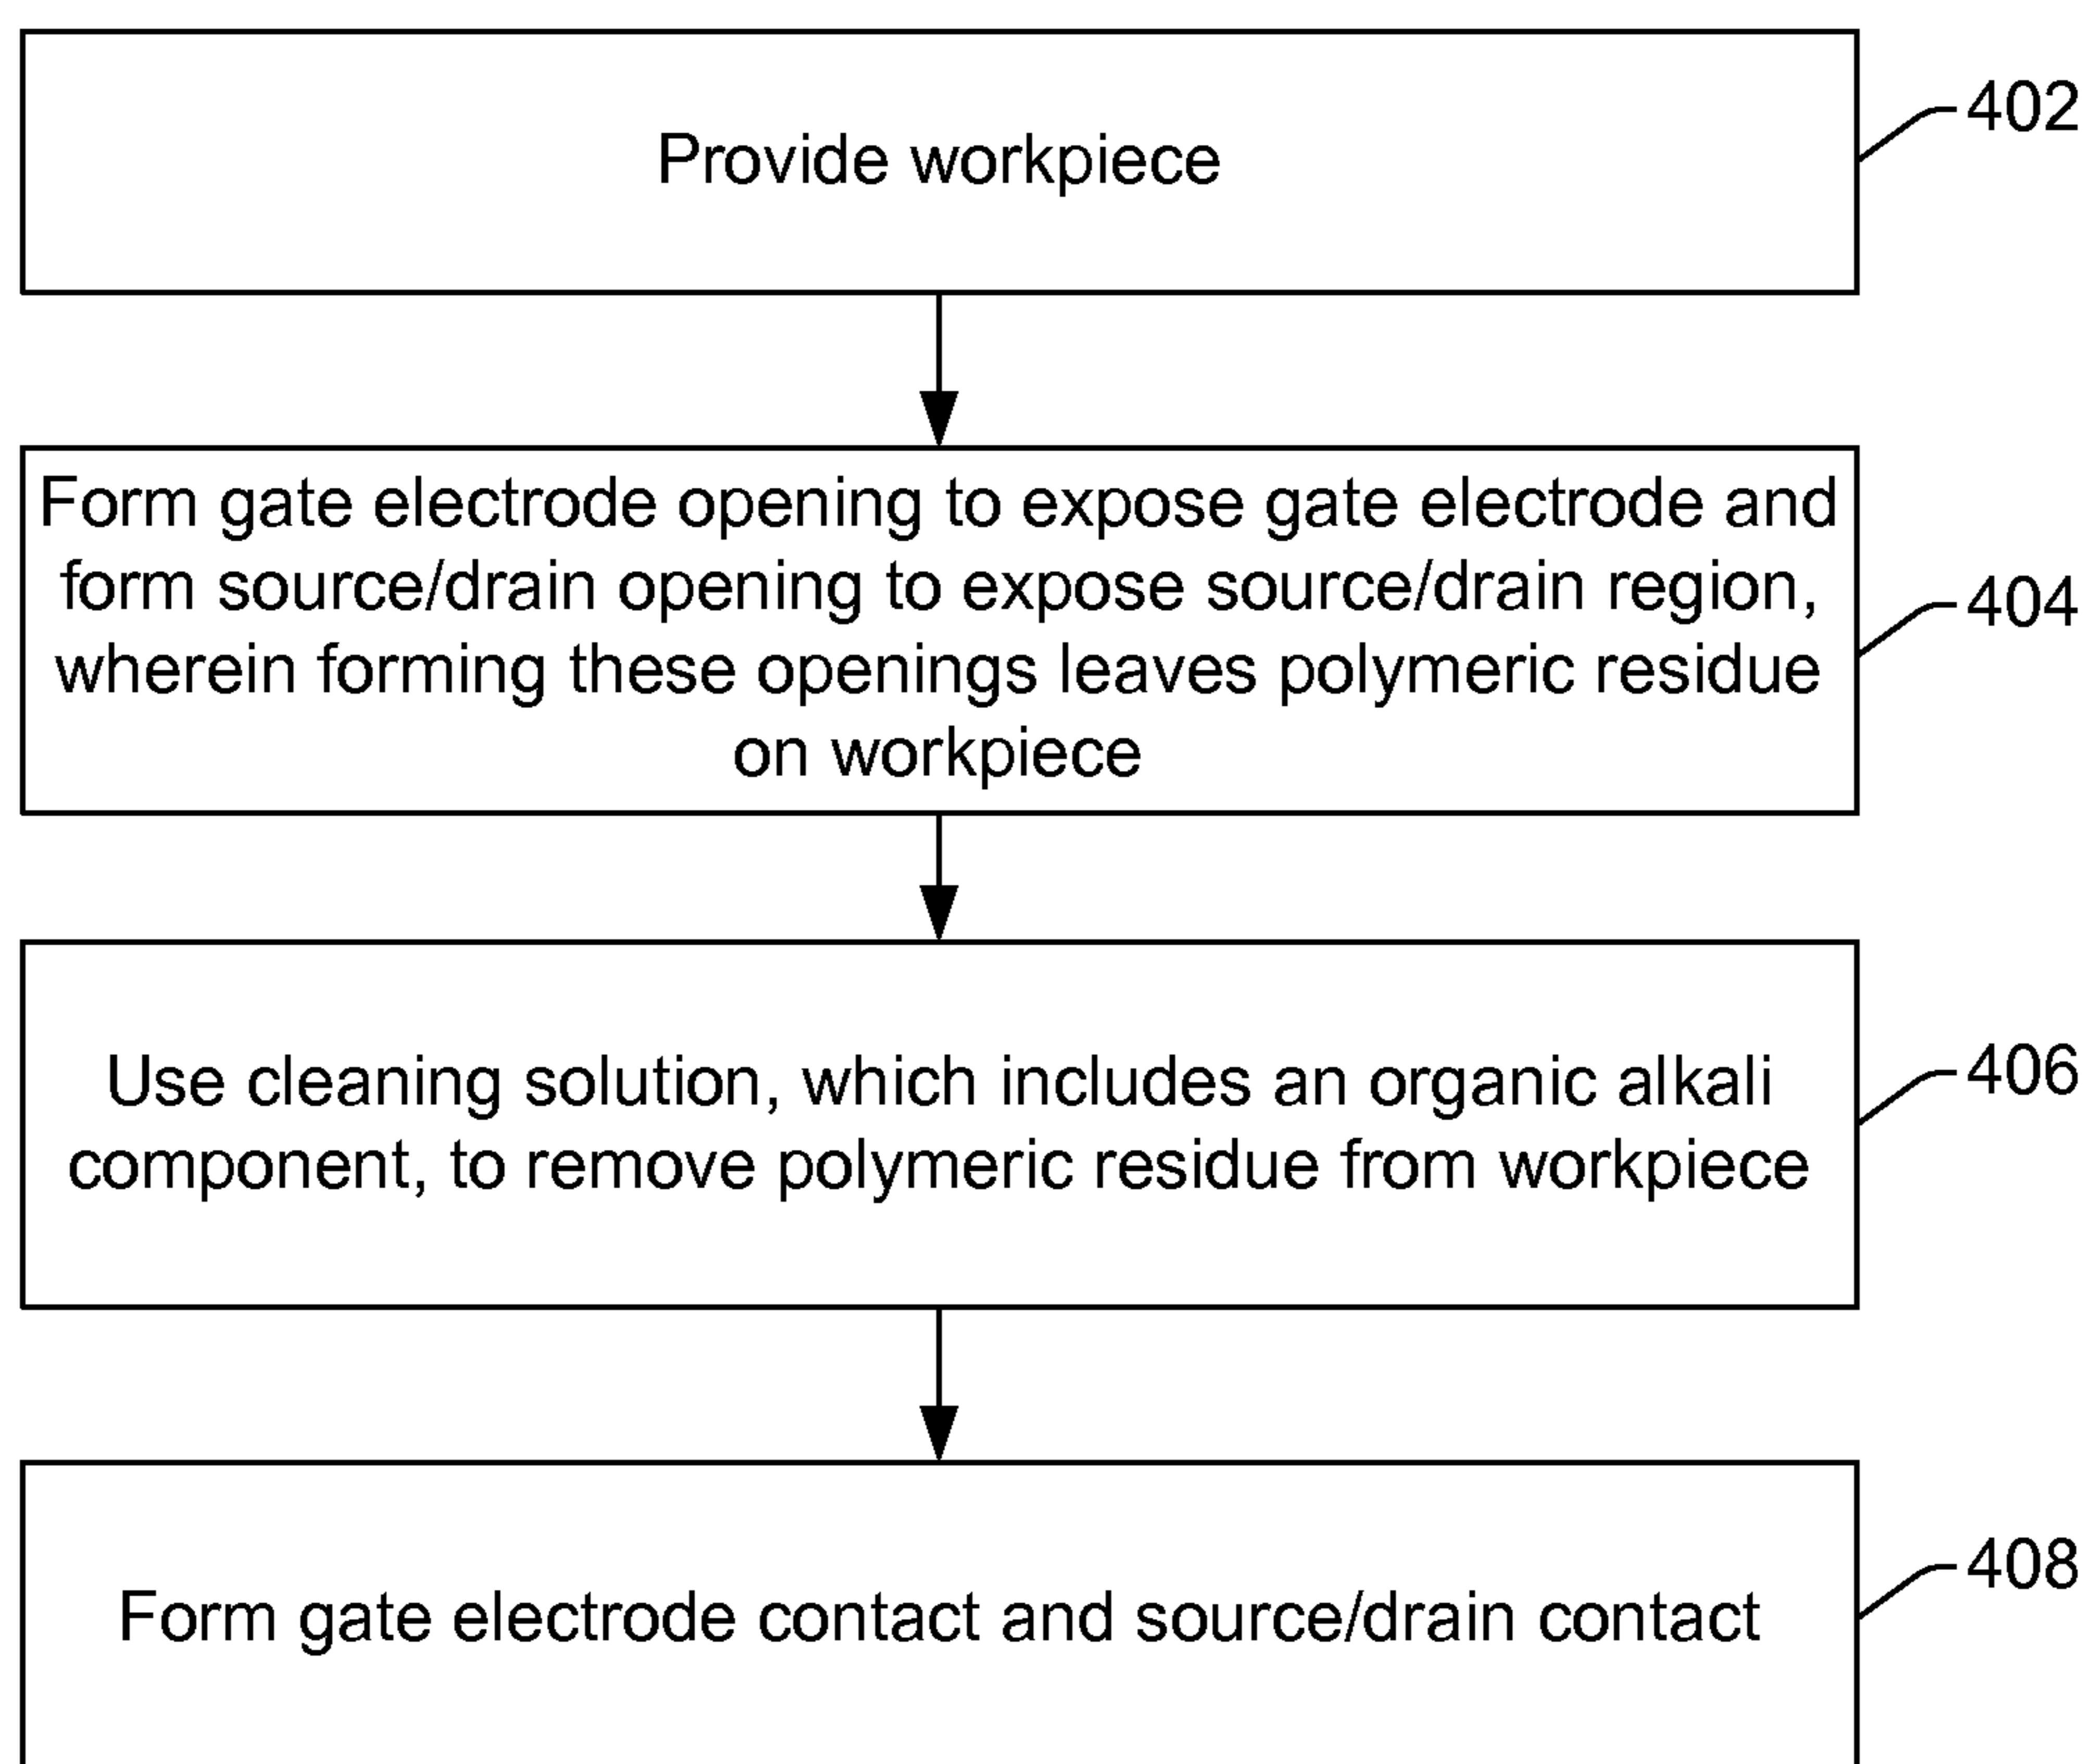 Provide workpiece
402
Form gate electrode opening to expose gate electrode and
form source/drain opening to expose source/drain region,
wherein forming these openings leaves polymeric residue
on workpiece
404
Use cleaning solution, which includes an organic alkali
component, to remove polymeric residue from workpiece
406
Form gate electrode contact and source/drain contact
408